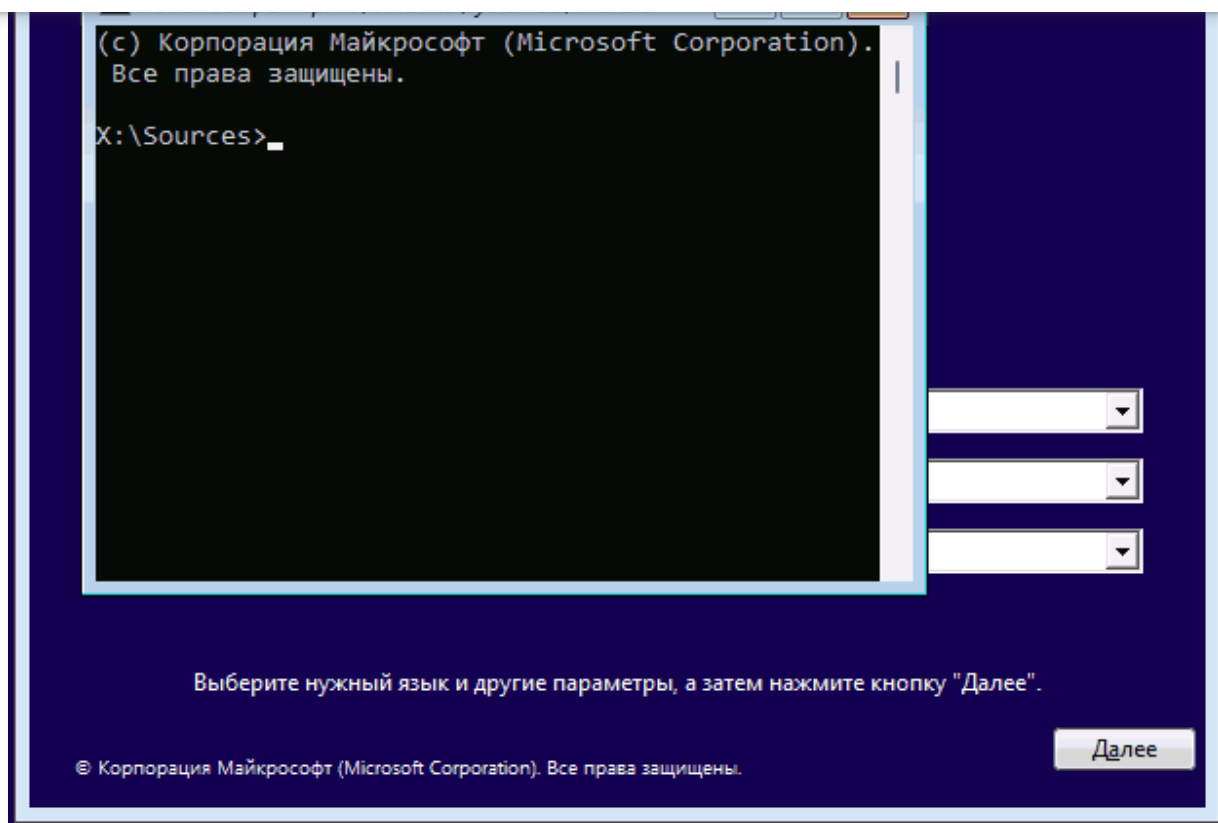 (c) Корпорация Майкрософт (Microsoft Corporation).
Все права защищены.
X:\Sources>
Выберите нужный язык и другие параметры, а затем нажмите кнопку "Далее".
Далее
© Корпорация Майкрософт (Microsoft Corporation). Все права защищены.